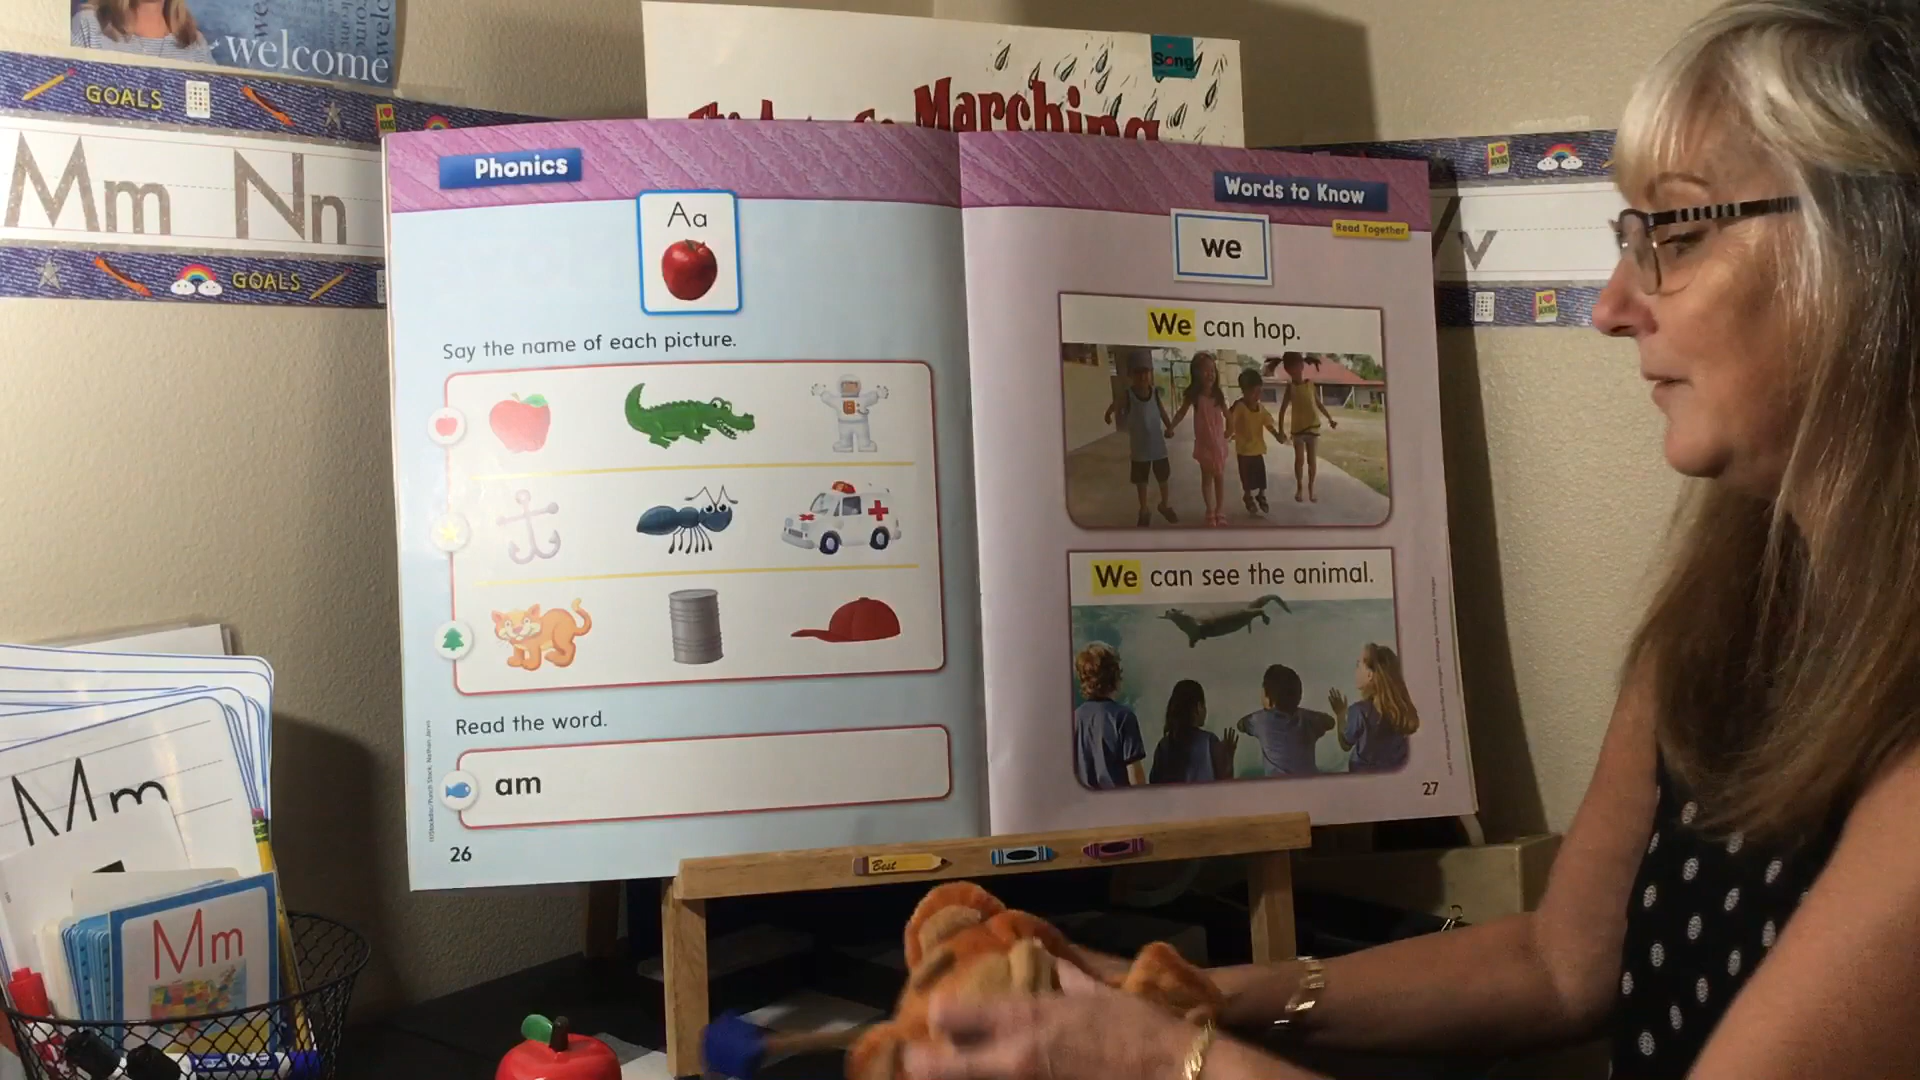 welcome
GOALS
Mm Nn
GOALS
Song
Marching
Phonics
Aa
Say the name of each picture.
Read the word.
am
26
Words to Know
Read Together
we
We can hop.
We can see the animal.
27
v
Best
Mm
Mm